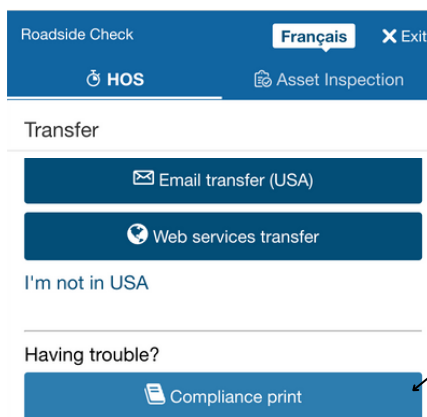 Roadside Check Français Exit
HOS Asset Inspection
Transfer
Email transfer (USA)
Web services transfer
I'm not in USA
Having trouble?
Compliance print